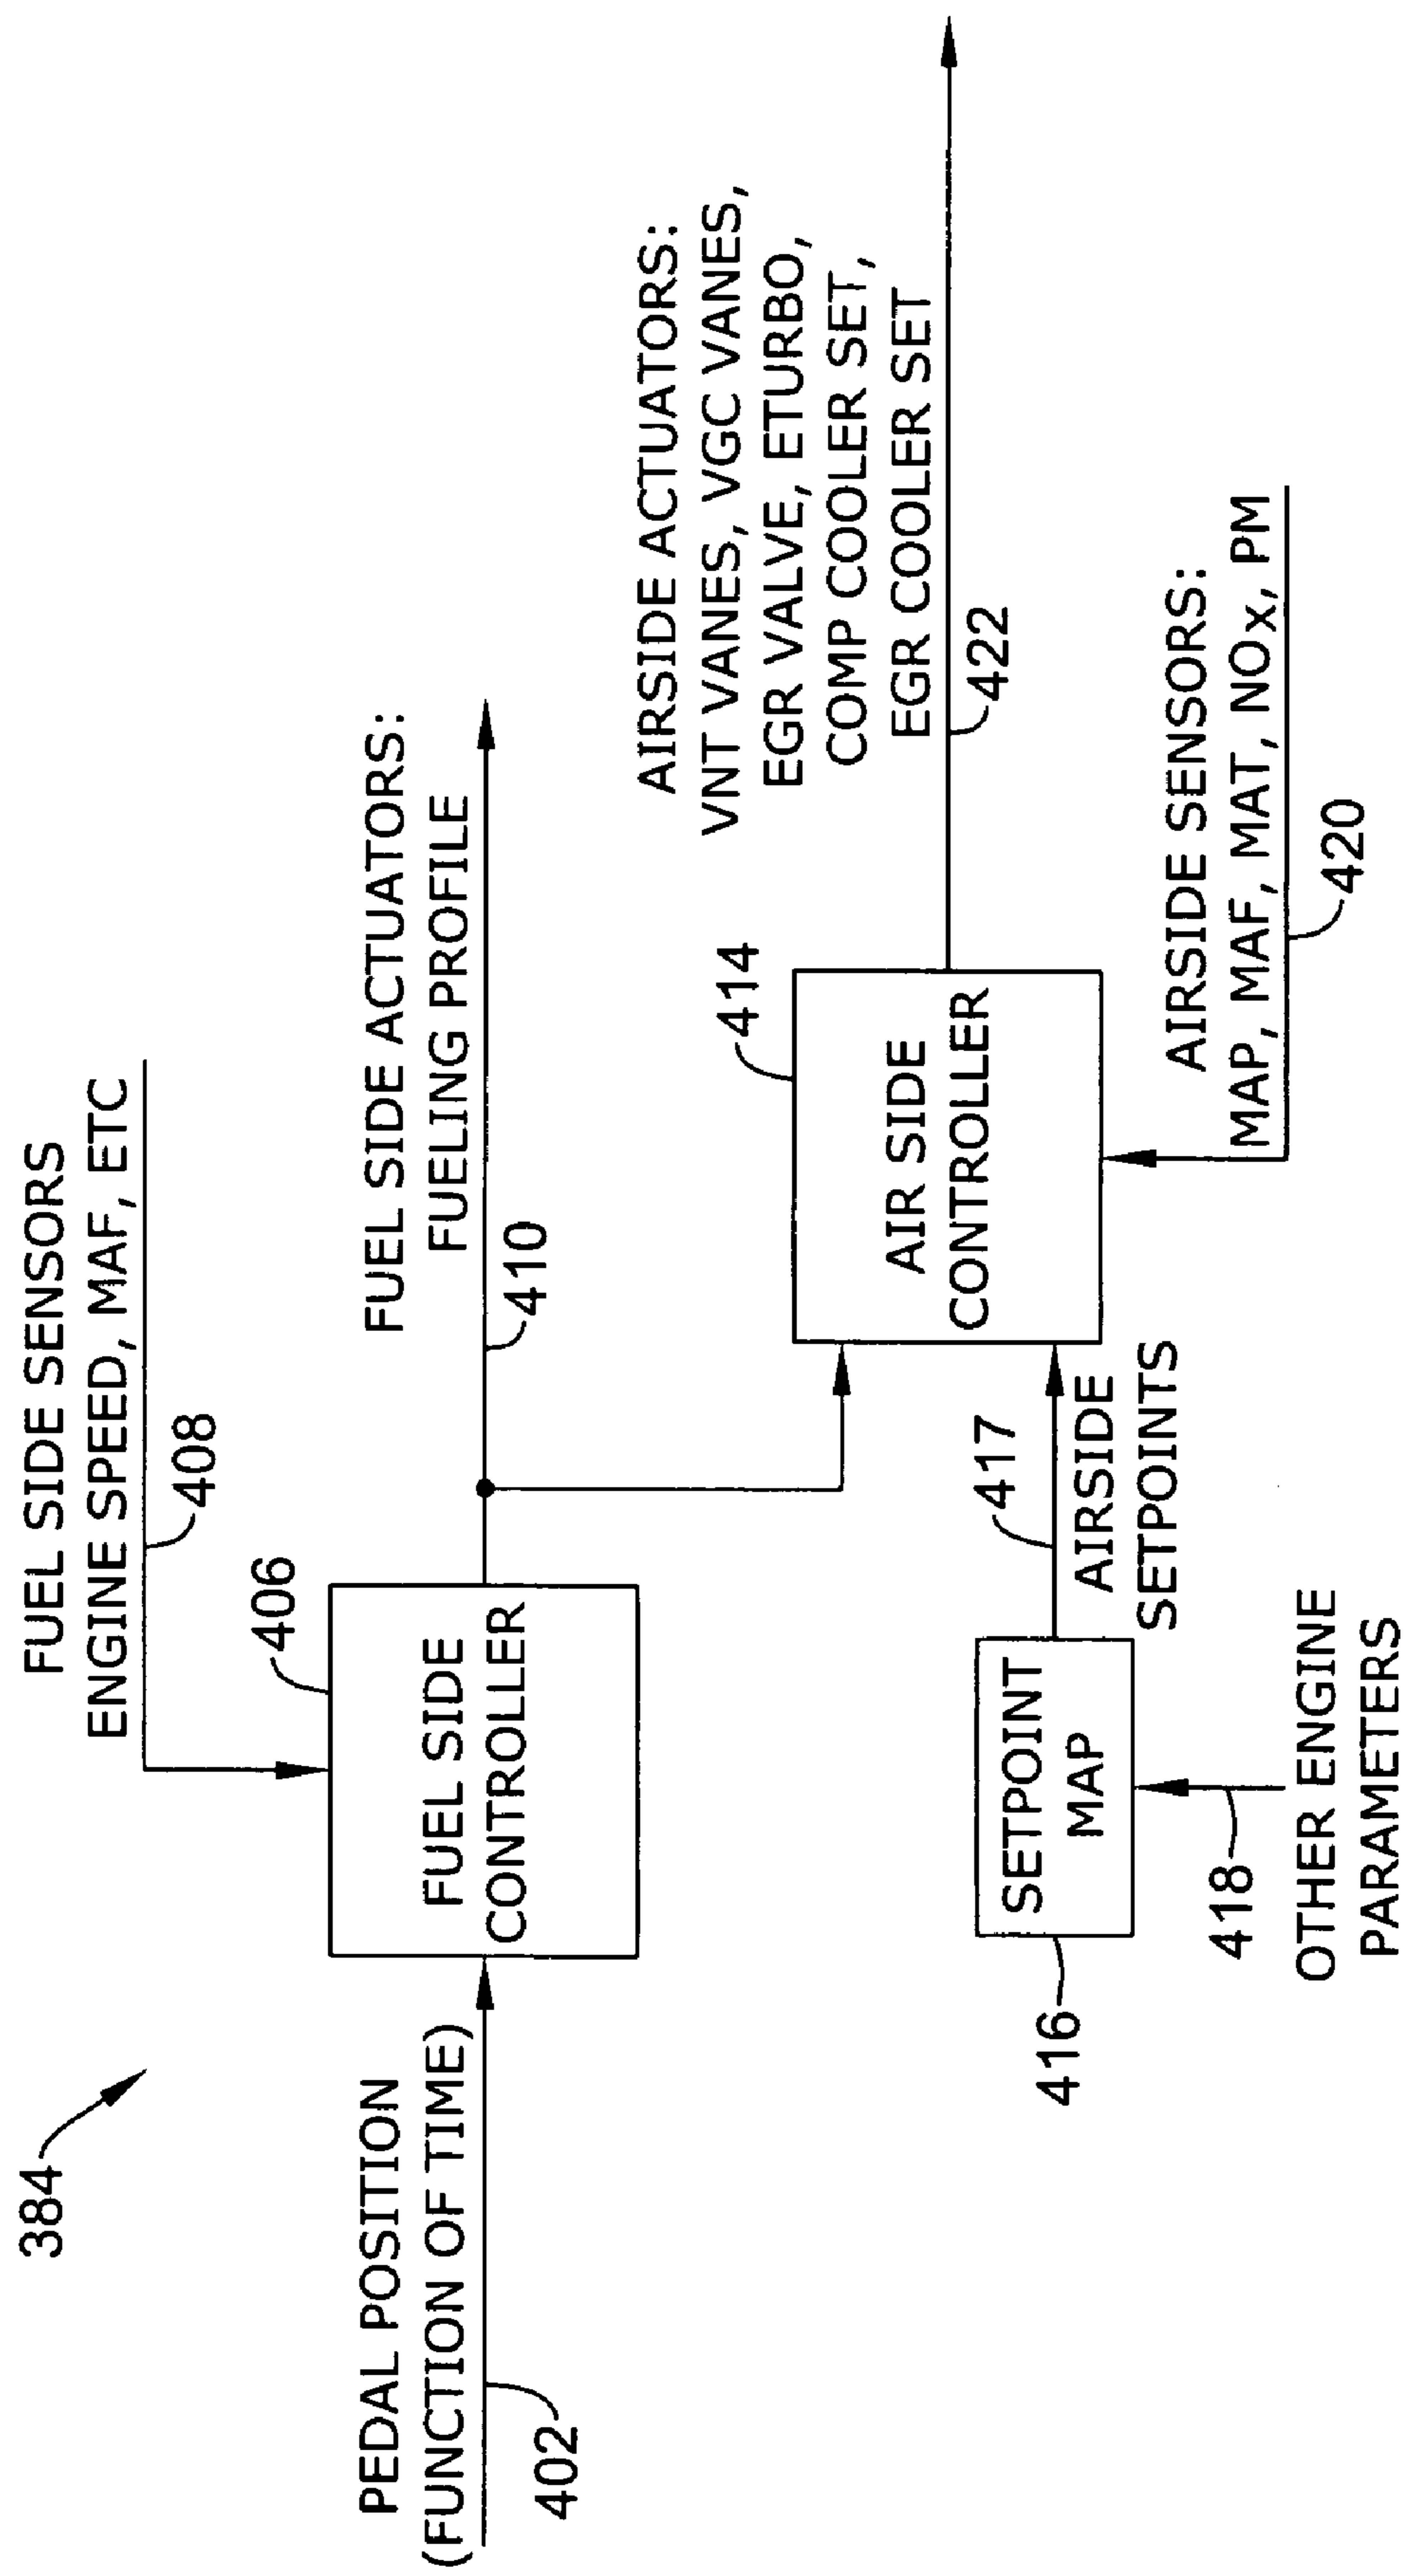 384
FUEL SIDE SENSORS
ENGINE SPEED, MAF, ETC
408
406
PEDAL POSITION
(FUNCTION OF TIME)
402
FUEL SIDE
CONTROLLER
FUEL SIDE ACTUATORS:
FUELING PROFILE
410
AIRSIDE ACTUATORS:
VNT VANES, VGC VANES,
EGR VALVE, ETURBO,
COMP COOLER SET,
EGR COOLER SET
422
414
AIR SIDE
CONTROLLER
416
SETPOINT
MAP
417
AIRSIDE
SETPOINTS
418
OTHER ENGINE
PARAMETERS
AIRSIDE SENSORS:
MAP, MAF, MAT, NOx, PM
420